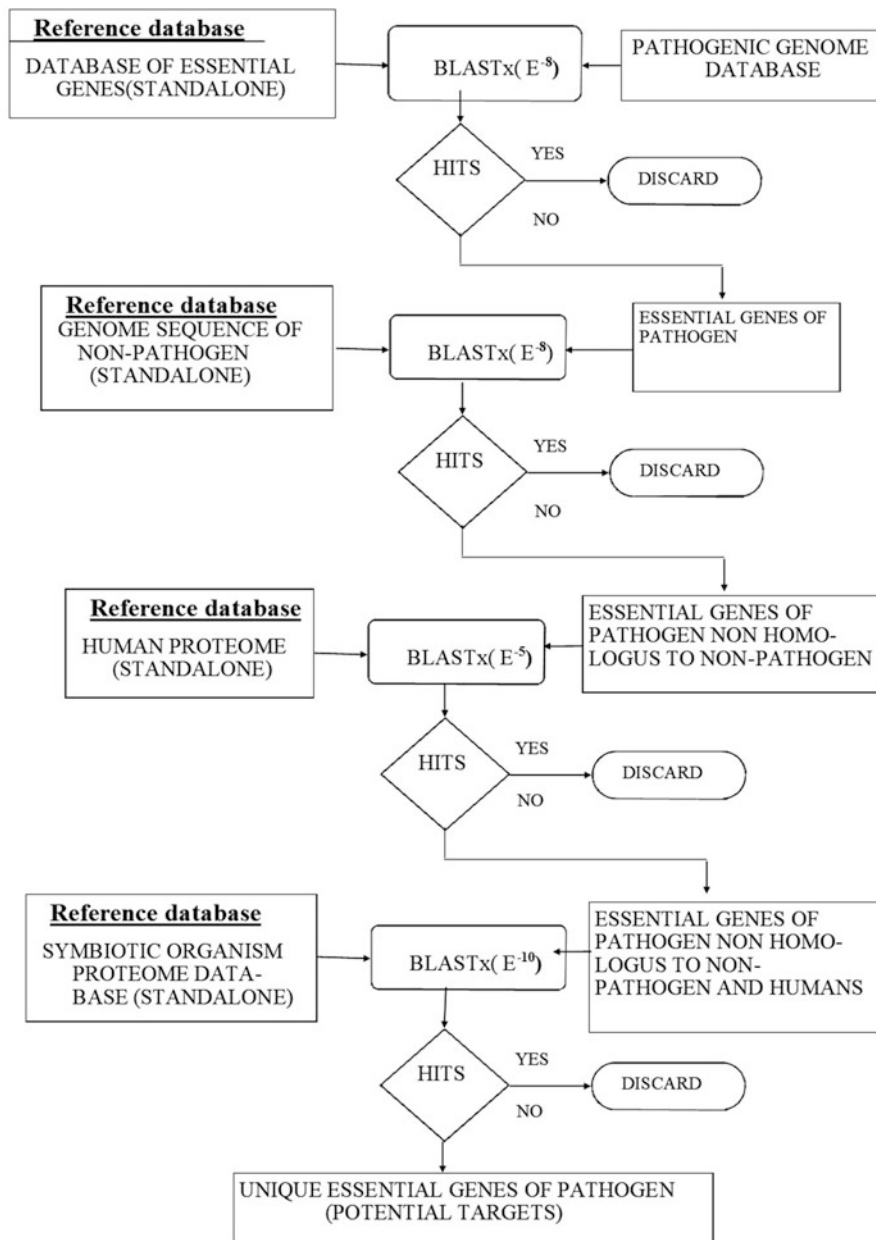 Reference database
DATABASE OF ESSENTIAL
GENES(STANDALONE)
BLASTx( E-8)
PATHOGENIC GENOME
DATABASE
HITS
YES
DISCARD
NO
Reference database
GENOME SEQUENCE OF
NON-PATHOGEN
(STANDALONE)
BLASTx( E-8)
ESSENTIAL GENES OF
PATHOGEN
HITS
YES
DISCARD
NO
Reference database
HUMAN PROTEOME
(STANDALONE)
BLASTx( E-5)
ESSENTIAL GENES OF
PATHOGEN NON HOMO-
LOGUS TO NON-PATHOGEN
HITS
YES
DISCARD
NO
Reference database
SYMBIOTIC ORGANISM
PROTEOME DATA-
BASE (STANDALONE)
BLASTx( E-10)
ESSENTIAL GENES OF
PATHOGEN NON HOMO-
LOGUS TO NON-
PATHOGEN AND HUMANS
HITS
YES
DISCARD
NO
UNIQUE ESSENTIAL GENES OF PATHOGEN
(POTENTIAL TARGETS)